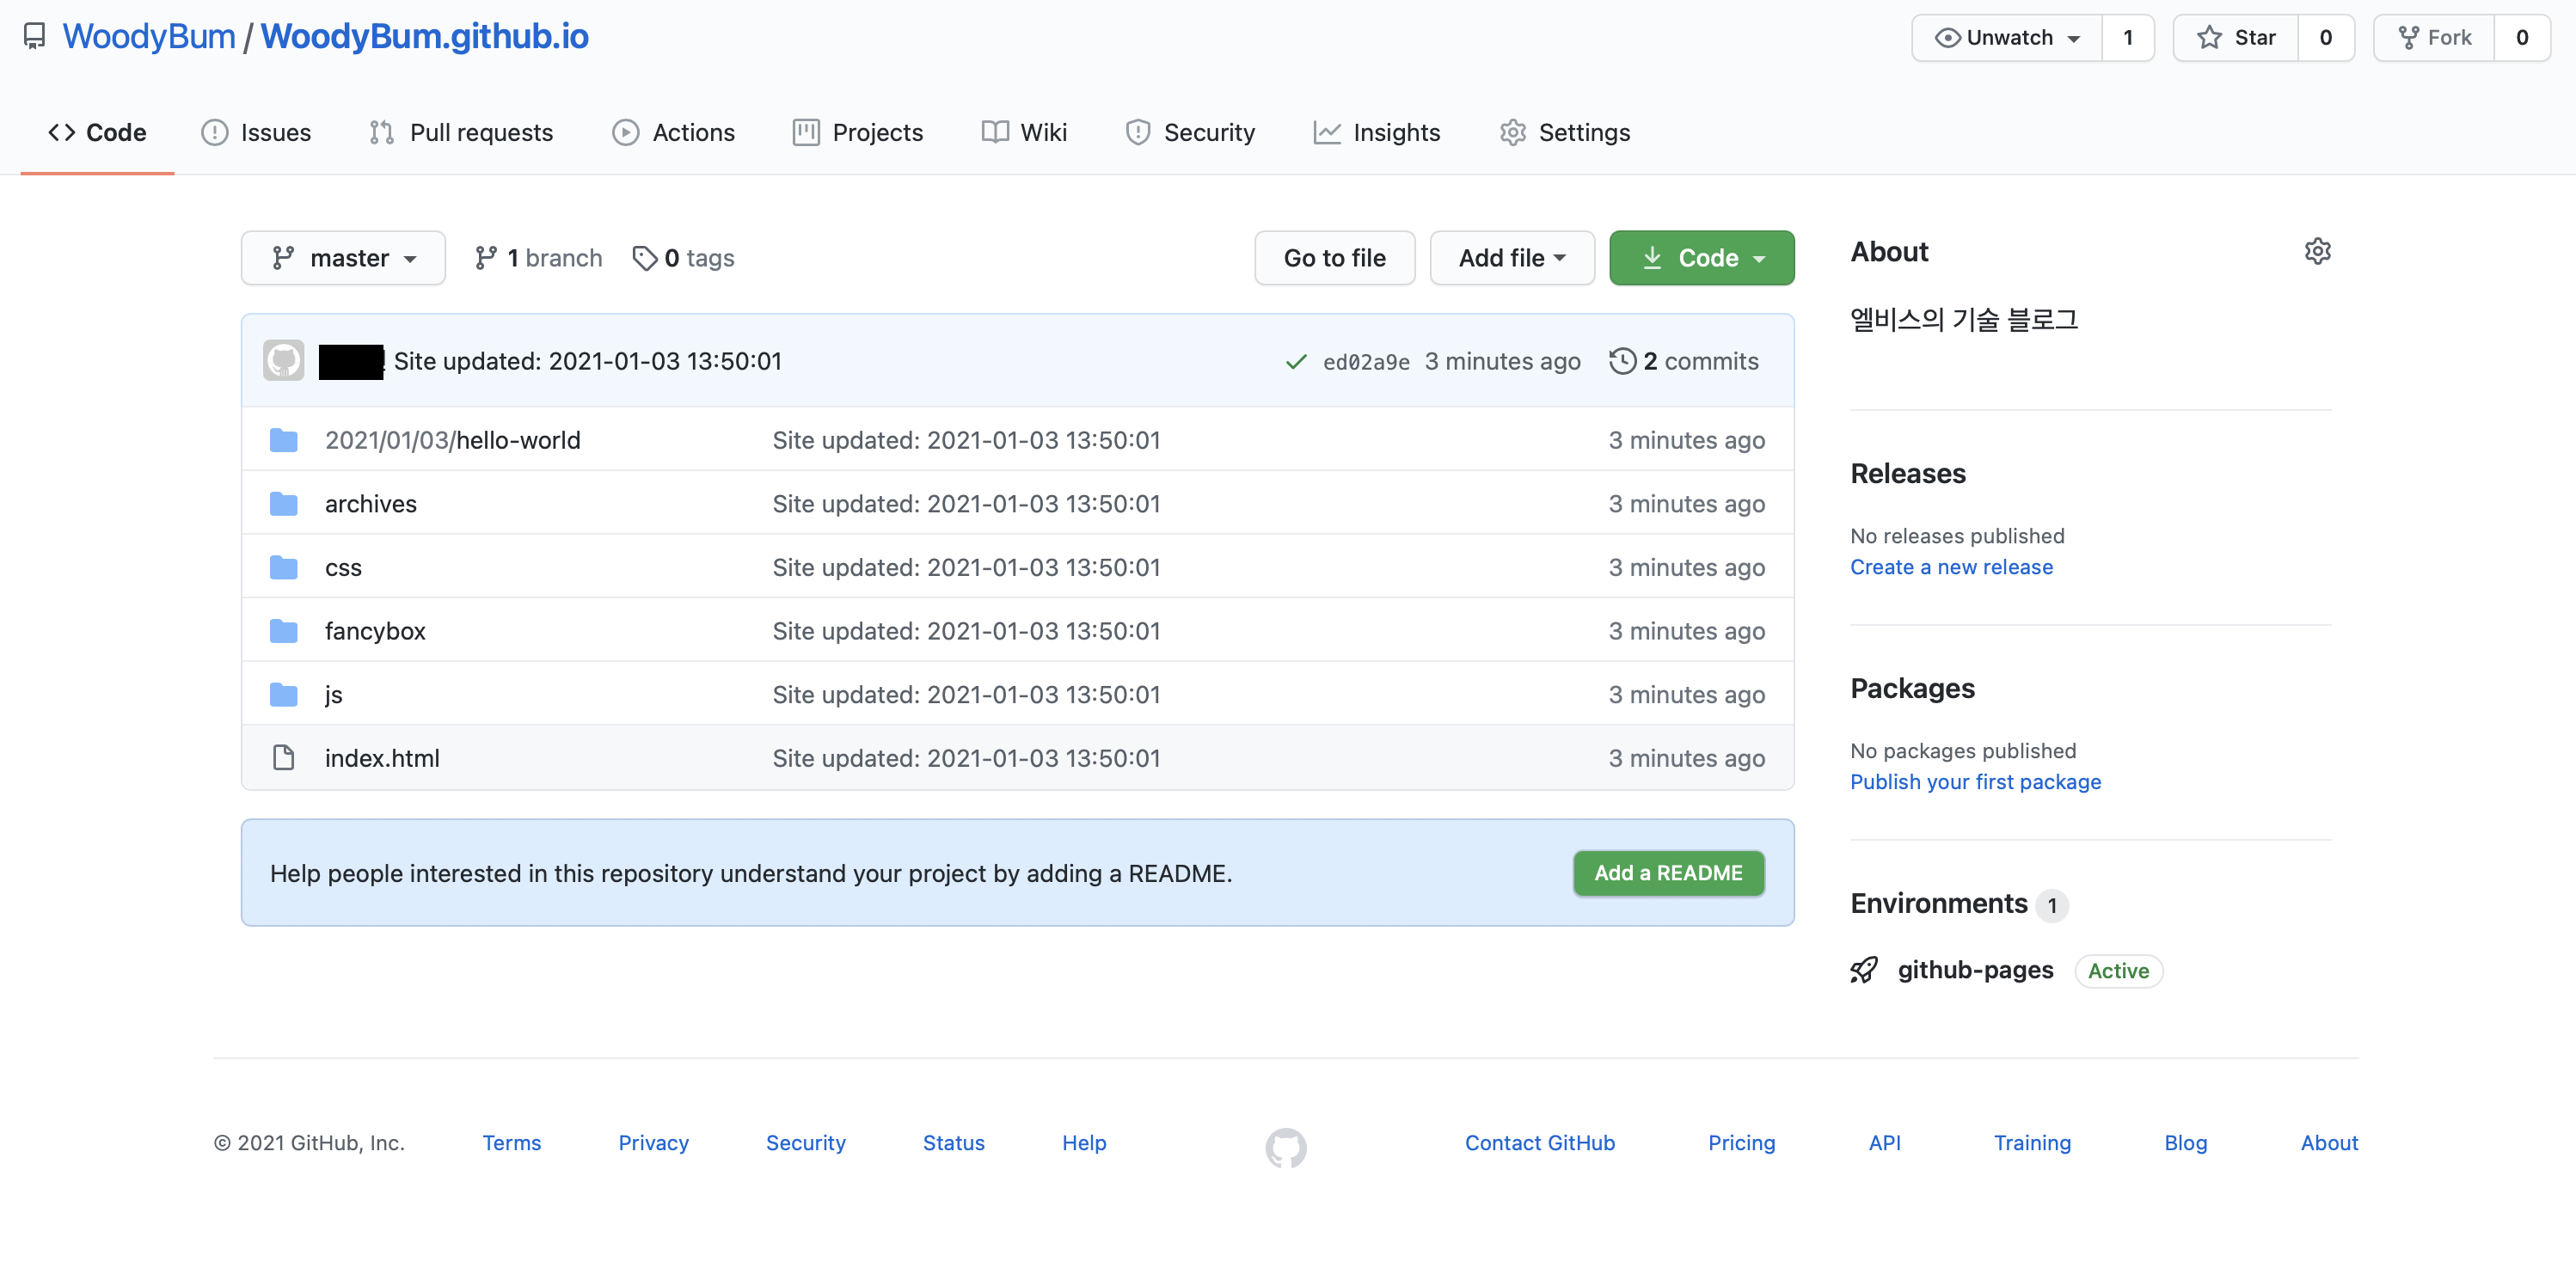 WoodyBum / WoodyBum.github.io
Unwatch 1 Star 0 Fork 0
Code Issues Pull requests Actions Projects Wiki Security Insights Settings
master 1 branch 0 tags Go to file Add file Code
Site updated: 2021-01-03 13:50:01 ed02a9e 3 minutes ago 2 commits
2021/01/03/hello-world Site updated: 2021-01-03 13:50:01 3 minutes ago
archives Site updated: 2021-01-03 13:50:01 3 minutes ago
css Site updated: 2021-01-03 13:50:01 3 minutes ago
fancybox Site updated: 2021-01-03 13:50:01 3 minutes ago
js Site updated: 2021-01-03 13:50:01 3 minutes ago
index.html Site updated: 2021-01-03 13:50:01 3 minutes ago
Help people interested in this repository understand your project by adding a README. Add a README
About
엘비스의 기술 블로그
Releases
No releases published
Create a new release
Packages
No packages published
Publish your first package
Environments 1
github-pages Active
© 2021 GitHub, Inc. Terms Privacy Security Status Help Contact GitHub Pricing API Training Blog About